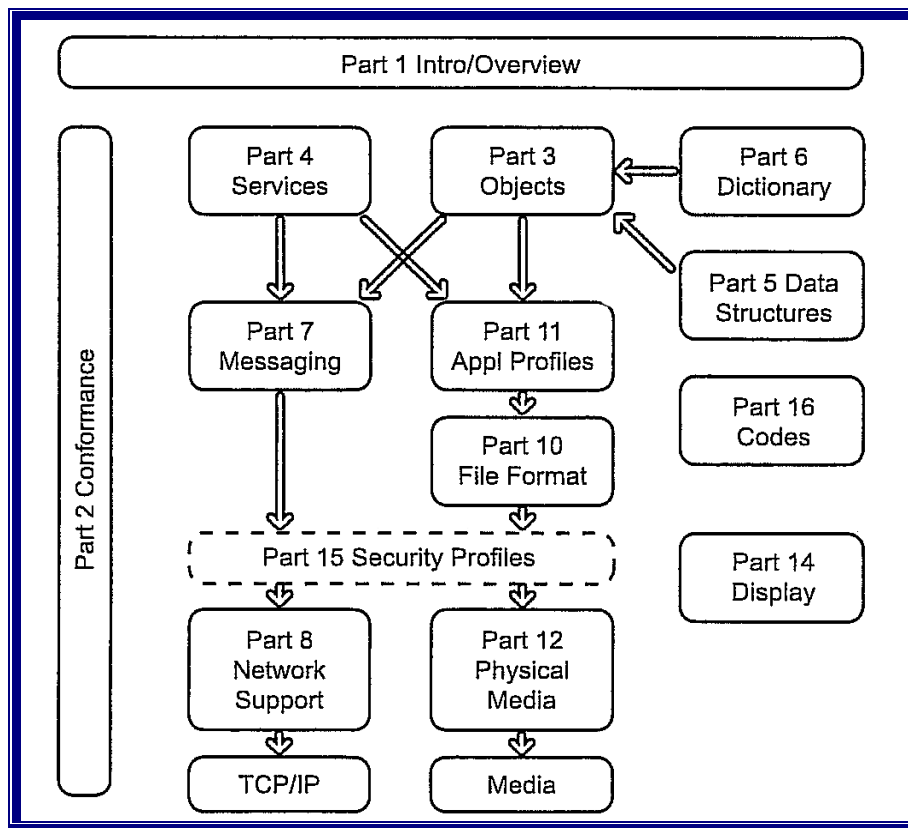 Part 1 Intro/Overview
Part 2 Conformance
Part 4
Services
Part 3
Objects
Part 6
Dictionary
Part 5 Data
Structures
Part 7
Messaging
Part 11
Appl Profiles
Part 16
Codes
Part 10
File Format
Part 15 Security Profiles
Part 14
Display
Part 8
Network
Support
Part 12
Physical
Media
TCP/IP
Media